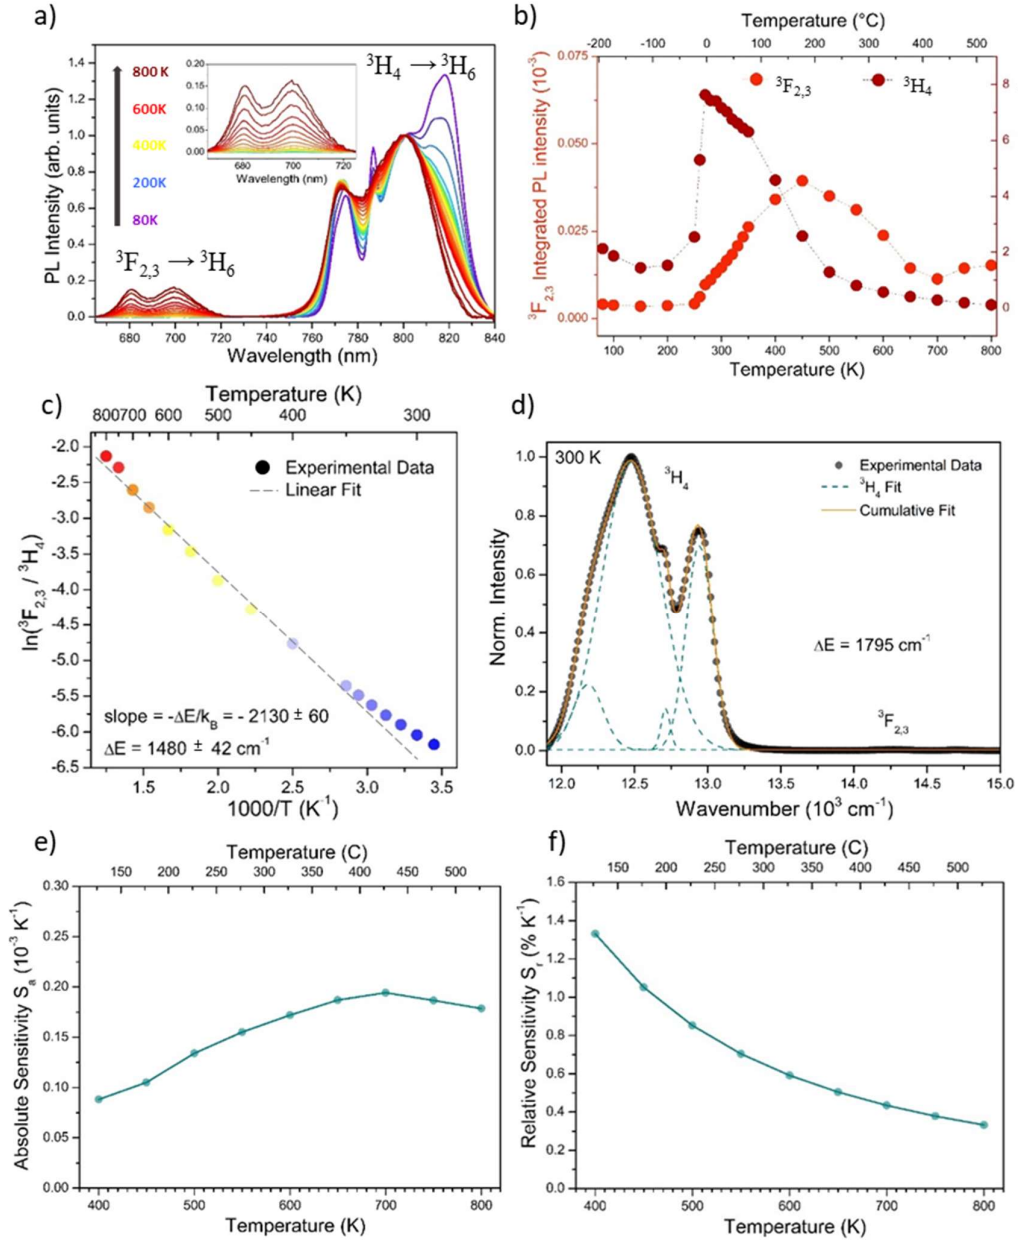 a)
³H₄ → ³H₆
800 K
600K
400K
200K
80K
0.20
0.15
0.10
0.05
0.00
680 700 720
Wavelength (nm)
³F₂,₃ → ³H₆
PL Intensity (arb. units)
1.4
1.2
1.0
0.8
0.6
0.4
0.2
0.0
680 700 720 740 760 780 800 820 840
Wavelength (nm)
b)
Temperature (°C)
-200 -100 0 100 200 300 400 500
³F₂,₃ Integrated PL intensity (10⁻³)
0.075
0.050
0.025
0.000
³F₂,₃
³H₄
8
6
4
2
0
100 200 300 400 500 600 700 800
Temperature (K)
c)
Temperature (K)
800 700 600 500 400 300
ln(³F₂,₃ / ³H₄)
-2.0
-2.5
-3.0
-3.5
-4.0
-4.5
-5.0
-5.5
-6.0
-6.5
Experimental Data
Linear Fit
slope = -ΔE/k_B = - 2130 ± 60
ΔE = 1480 ± 42 cm⁻¹
1.5 2.0 2.5 3.0 3.5
1000/T (K⁻¹)
d)
300 K
³H₄
Experimental Data
³H₄ Fit
Cumulative Fit
ΔE = 1795 cm⁻¹
³F₂,₃
Norm. Intensity
1.0
0.8
0.6
0.4
0.2
0.0
12.0 12.5 13.0 13.5 14.0 14.5 15.0
Wavenumber (10³ cm⁻¹)
e)
Temperature (C)
150 200 250 300 350 400 450 500
Absolute Sensitivity Sₐ (10⁻³ K⁻¹)
0.30
0.25
0.20
0.15
0.10
0.05
0.00
400 500 600 700 800
Temperature (K)
f)
Temperature (C)
150 200 250 300 350 400 450 500
Relative Sensitivity Sᵣ (% K⁻¹)
1.6
1.4
1.2
1.0
0.8
0.6
0.4
0.2
0.0
400 500 600 700 800
Temperature (K)